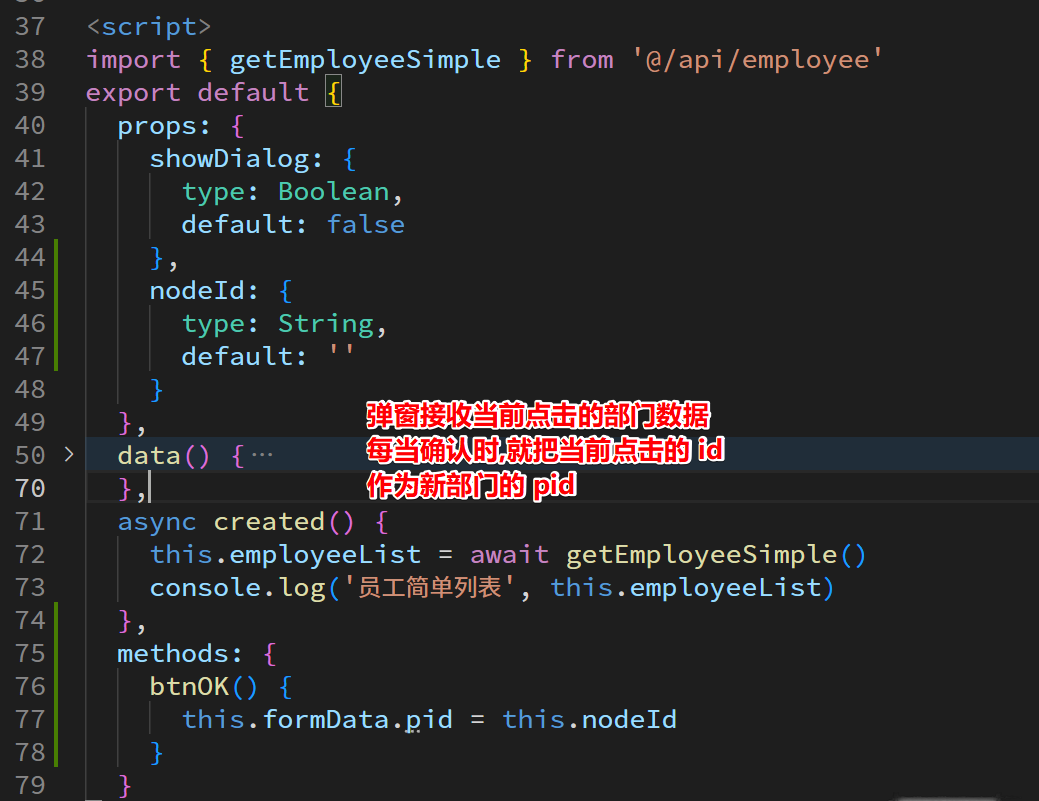 37 <script>
38 import { getEmployeeSimple } from '@/api/employee'
39 export default {
40   props: {
41     showDialog: {
42       type: Boolean,
43       default: false
44     },
45     nodeId: {
46       type: String,
47       default: ''
48     }
49   },
50 > data() { ···
70   },
71   async created() {
72     this.employeeList = await getEmployeeSimple()
73     console.log('员工简单列表', this.employeeList)
74   },
75   methods: {
76     btnOK() {
77       this.formData.pid = this.nodeId
78     }
79   }
弹窗接收当前点击的部门数据
每当确认时,就把当前点击的 id
作为新部门的 pid